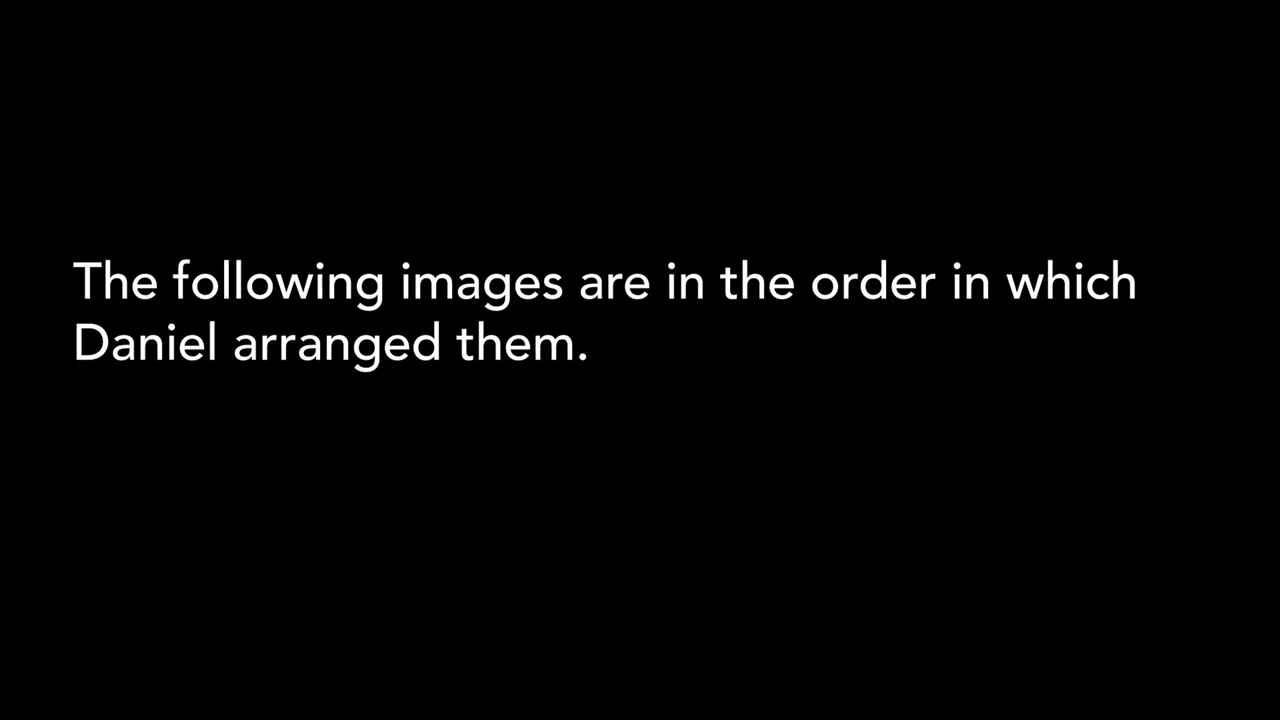 The following images are in the order in which
Daniel arranged them.